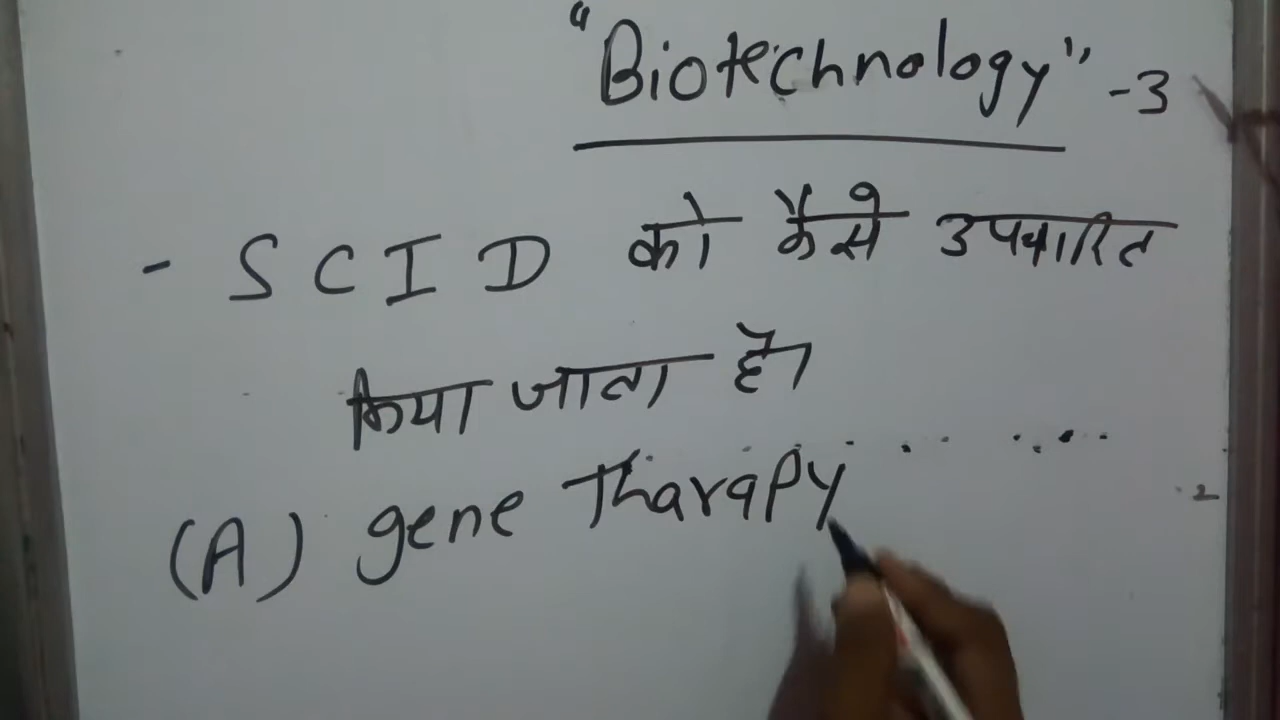 "Biotechnology" -3
- SCID को कैसे उपचारित
किया जाता है।
(A) gene Tharapy